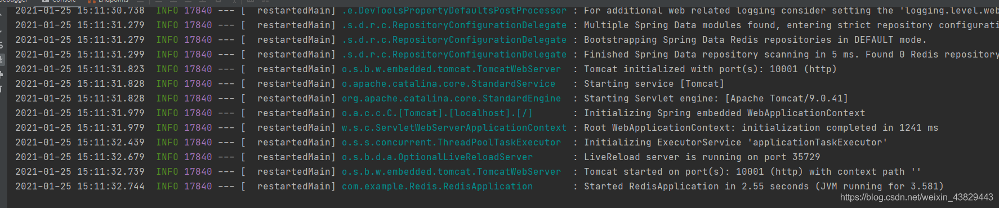 Debugger Console Endpoints
2021-01-25 15:11:30.738  INFO 17840 --- [  restartedMain] .e.DevToolsPropertyDefaultsPostProcessor : For additional web related logging consider setting the 'logging.level.web
2021-01-25 15:11:31.279  INFO 17840 --- [  restartedMain] .s.d.r.c.RepositoryConfigurationDelegate : Multiple Spring Data modules found, entering strict repository configurati
2021-01-25 15:11:31.279  INFO 17840 --- [  restartedMain] .s.d.r.c.RepositoryConfigurationDelegate : Bootstrapping Spring Data Redis repositories in DEFAULT mode.
2021-01-25 15:11:31.299  INFO 17840 --- [  restartedMain] .s.d.r.c.RepositoryConfigurationDelegate : Finished Spring Data repository scanning in 5 ms. Found 0 Redis repository
2021-01-25 15:11:31.823  INFO 17840 --- [  restartedMain] o.s.b.w.embedded.tomcat.TomcatWebServer  : Tomcat initialized with port(s): 10001 (http)
2021-01-25 15:11:31.828  INFO 17840 --- [  restartedMain] o.apache.catalina.core.StandardService   : Starting service [Tomcat]
2021-01-25 15:11:31.828  INFO 17840 --- [  restartedMain] org.apache.catalina.core.StandardEngine  : Starting Servlet engine: [Apache Tomcat/9.0.41]
2021-01-25 15:11:31.979  INFO 17840 --- [  restartedMain] o.a.c.c.C.[Tomcat].[localhost].[/]       : Initializing Spring embedded WebApplicationContext
2021-01-25 15:11:31.979  INFO 17840 --- [  restartedMain] w.s.c.ServletWebServerApplicationContext : Root WebApplicationContext: initialization completed in 1241 ms
2021-01-25 15:11:32.439  INFO 17840 --- [  restartedMain] o.s.s.concurrent.ThreadPoolTaskExecutor  : Initializing ExecutorService 'applicationTaskExecutor'
2021-01-25 15:11:32.679  INFO 17840 --- [  restartedMain] o.s.b.d.a.OptionalLiveReloadServer       : LiveReload server is running on port 35729
2021-01-25 15:11:32.739  INFO 17840 --- [  restartedMain] o.s.b.w.embedded.tomcat.TomcatWebServer  : Tomcat started on port(s): 10001 (http) with context path ''
2021-01-25 15:11:32.744  INFO 17840 --- [  restartedMain] com.example.Redis.RedisApplication       : Started RedisApplication in 2.55 seconds (JVM running for 3.581)
https://blog.csdn.net/weixin_43829443